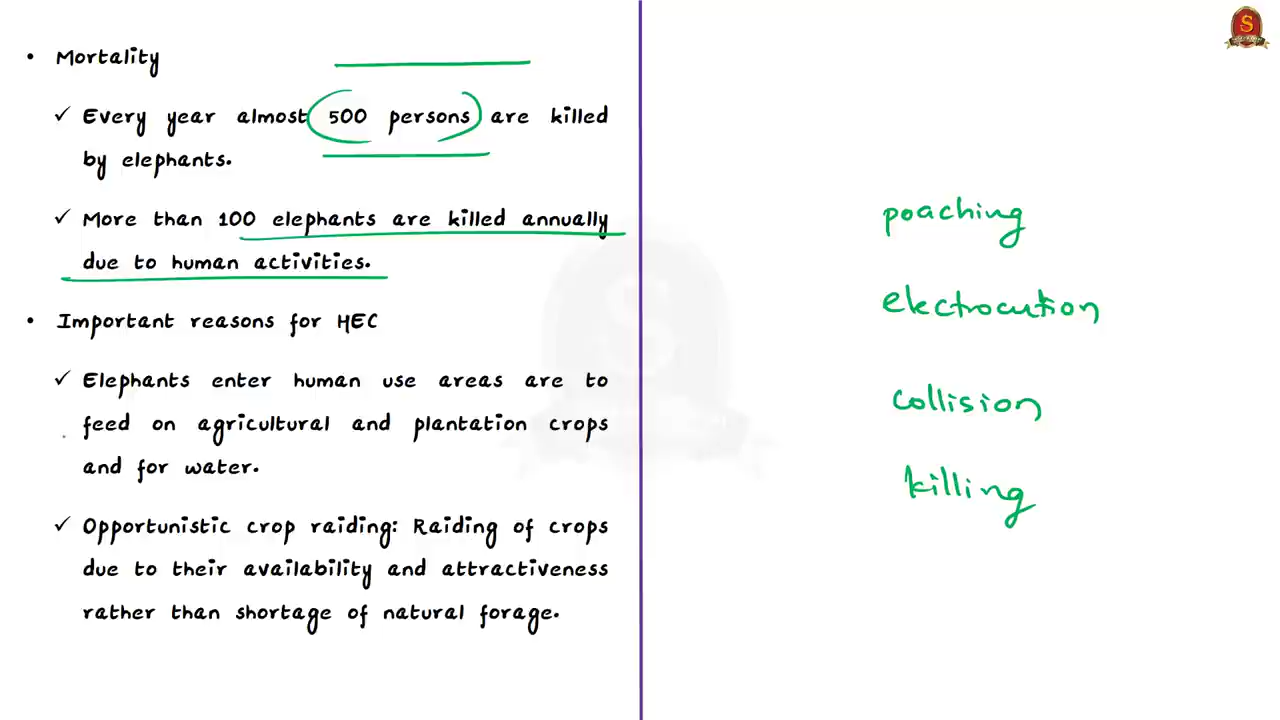 • Mortality
✓ Every year almost 500 persons are killed
by elephants.
✓ More than 100 elephants are killed annually
due to human activities.
• Important reasons for HEC
✓ Elephants enter human use areas are to
feed on agricultural and plantation crops
and for water.
✓ Opportunistic crop raiding: Raiding of crops
due to their availability and attractiveness
rather than shortage of natural forage.
poaching
electrocution
collision
killing
S